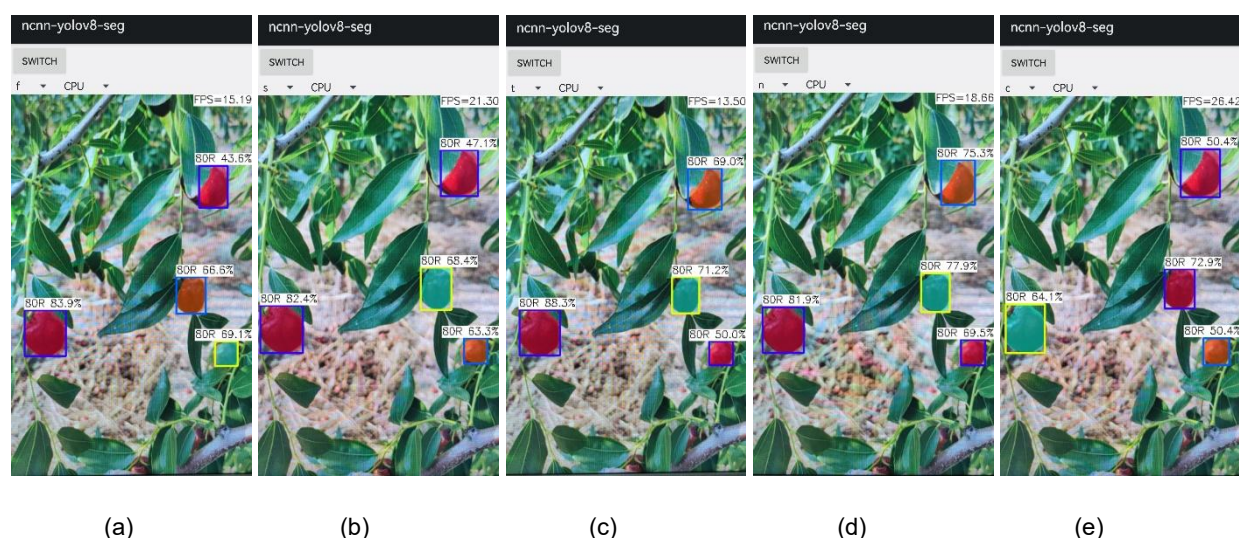 ncnn-yolov8-seg
SWITCH
f CPU
FPS=15.19
80R 43.6%
80R 66.6%
80R 83.9%
80R 69.1%
(a)
ncnn-yolov8-seg
SWITCH
s CPU
FPS=21.30
80R 47.1%
80R 68.4%
80R 82.4%
80R 63.3%
(b)
ncnn-yolov8-seg
SWITCH
t CPU
FPS=13.50
80R 69.0%
80R 71.2%
80R 88.3%
80R 50.0%
(c)
ncnn-yolov8-seg
SWITCH
n CPU
FPS=18.66
80R 75.3%
80R 77.9%
80R 81.9%
80R 69.5%
(d)
ncnn-yolov8-seg
SWITCH
c CPU
FPS=26.42
80R 50.4%
80R 72.9%
80R 64.1%
80R 50.4%
(e)